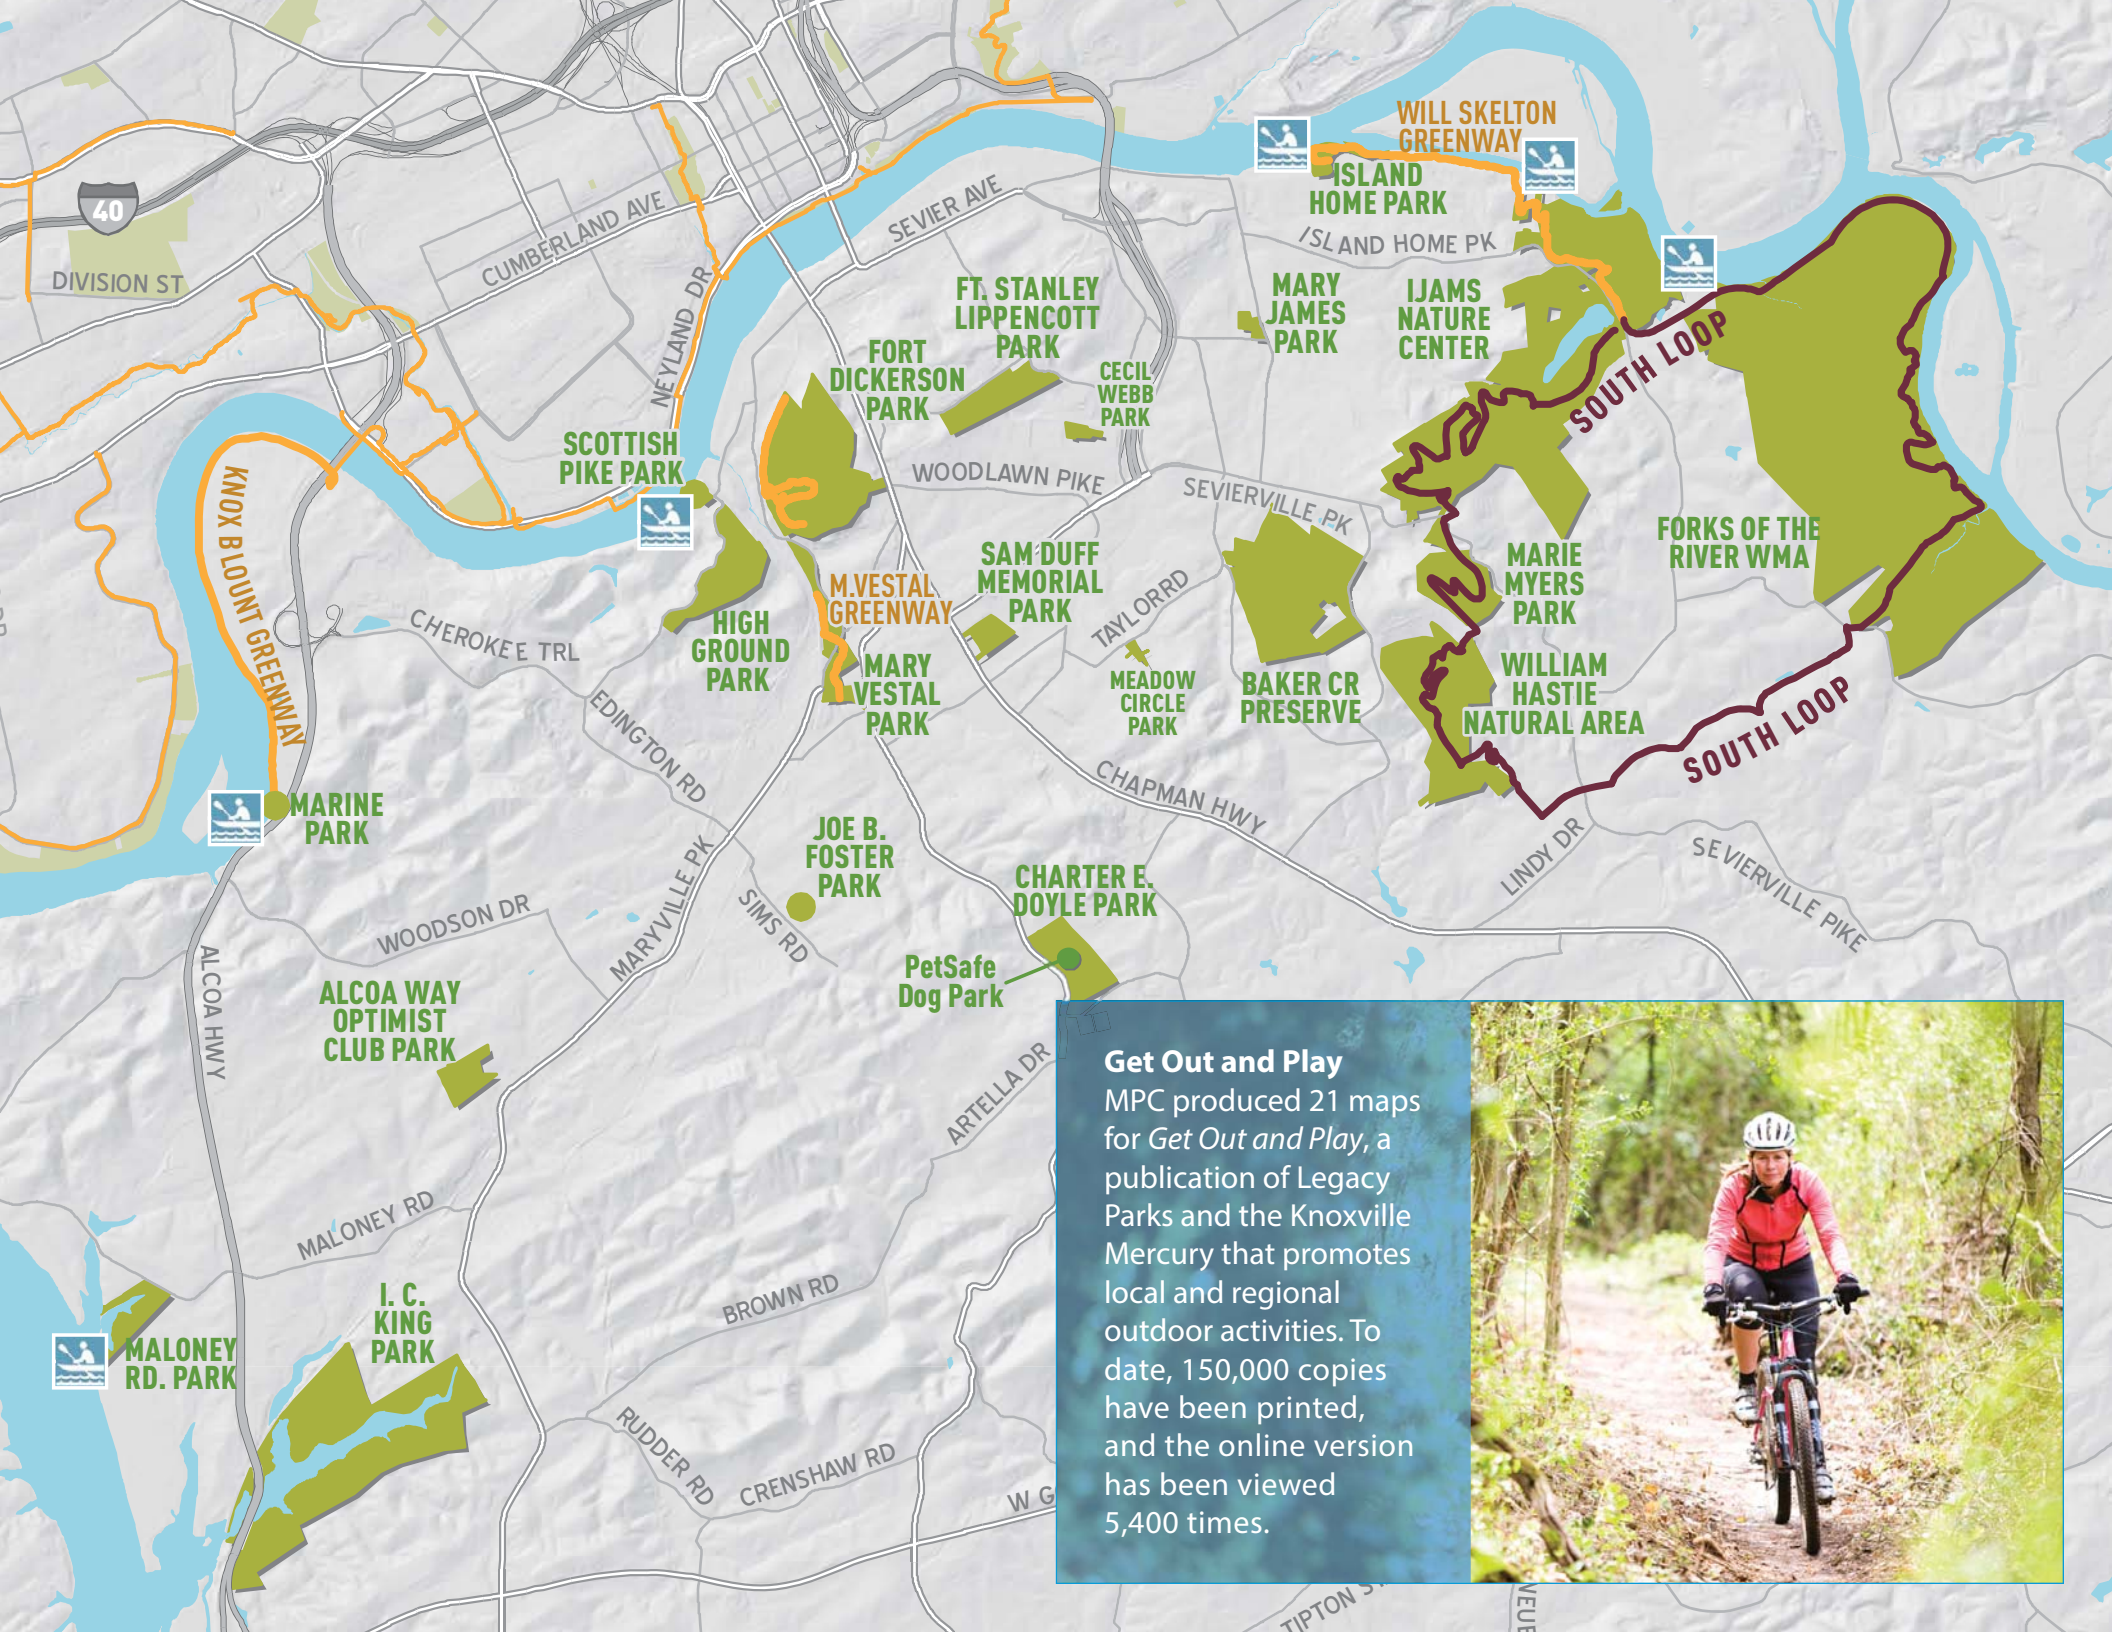 WILL SKELTON
GREENWAY
ISLAND
HOME PARK
ISLAND HOME PK
40
DIVISION ST
CUMBERLAND AVE
SEVIER AVE
NEYLAND DR
FT. STANLEY
LIPPENCOTT
PARK
MARY
JAMES
PARK
IJAMS
NATURE
CENTER
FORT
DICKERSON
PARK
CECIL
WEBB
PARK
SOUTH LOOP
SCOTTISH
PIKE PARK
WOODLAWN PIKE
SEVIERVILLE PK
KNOX BLOUNT GREENWAY
FORKS OF THE
RIVER WMA
SAM DUFF
MEMORIAL
PARK
MARIE
MYERS
PARK
M.VESTAL
GREENWAY
TAYLOR RD
CHEROKEE TRL
HIGH
GROUND
PARK
MARY
VESTAL
PARK
MEADOW
CIRCLE
PARK
BAKER CR
PRESERVE
WILLIAM
HASTIE
NATURAL AREA
SOUTH LOOP
EDINGTON RD
CHAPMAN HWY
MARINE
PARK
JOE B.
FOSTER
PARK
LINDY DR
SEVIERVILLE PIKE
MARYVILLE PK
SIMS RD
CHARTER E.
DOYLE PARK
WOODSON DR
ALCOA HWY
PetSafe
Dog Park
ALCOA WAY
OPTIMIST
CLUB PARK
ARTELLA DR
MALONEY RD
BROWN RD
I. C.
KING
PARK
MALONEY
RD. PARK
RUDDER RD
CRENSHAW RD
W G
Get Out and Play
MPC produced 21 maps
for Get Out and Play, a
publication of Legacy
Parks and the Knoxville
Mercury that promotes
local and regional
outdoor activities. To
date, 150,000 copies
have been printed,
and the online version
has been viewed
5,400 times.
TIPTON S